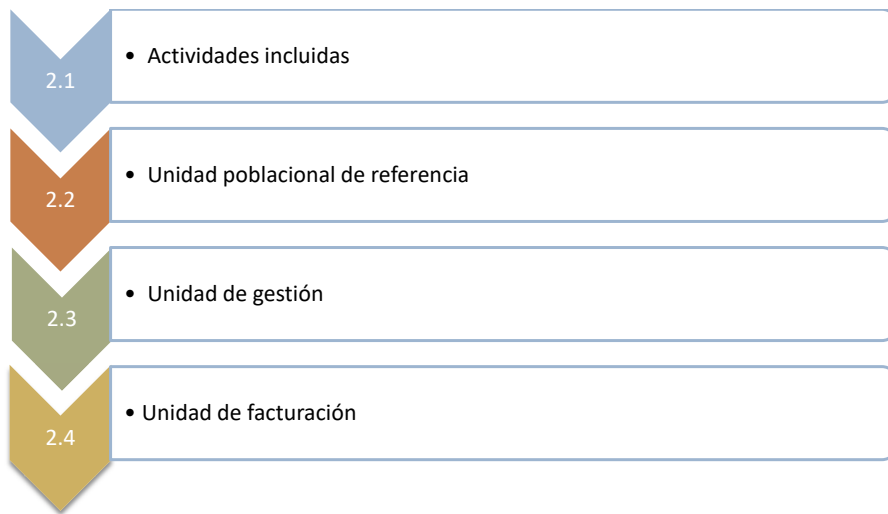 2.1
• Actividades incluidas
2.2
• Unidad poblacional de referencia
2.3
• Unidad de gestión
2.4
• Unidad de facturación